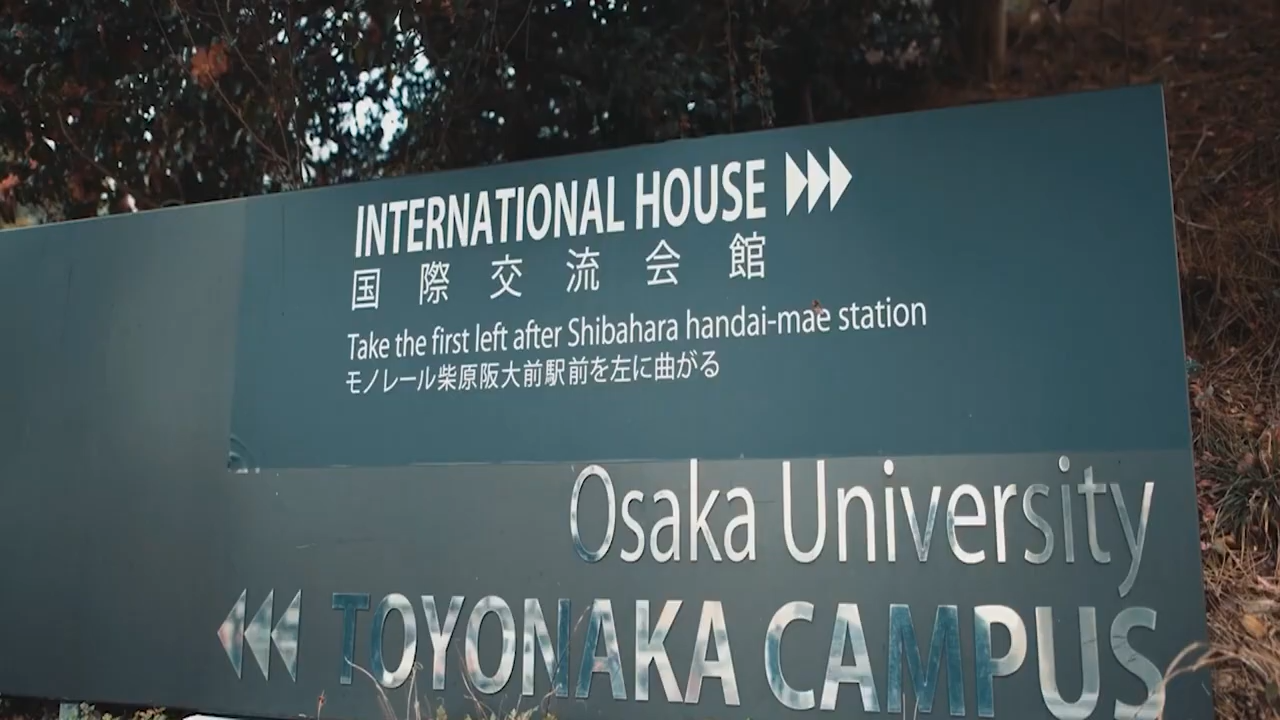 INTERNATIONAL HOUSE
国際交流会館
Take the first left after Shibahara handai-mae station
モノレール柴原阪大前駅前を左に曲がる
Osaka University
TOYONAKA CAMPUS